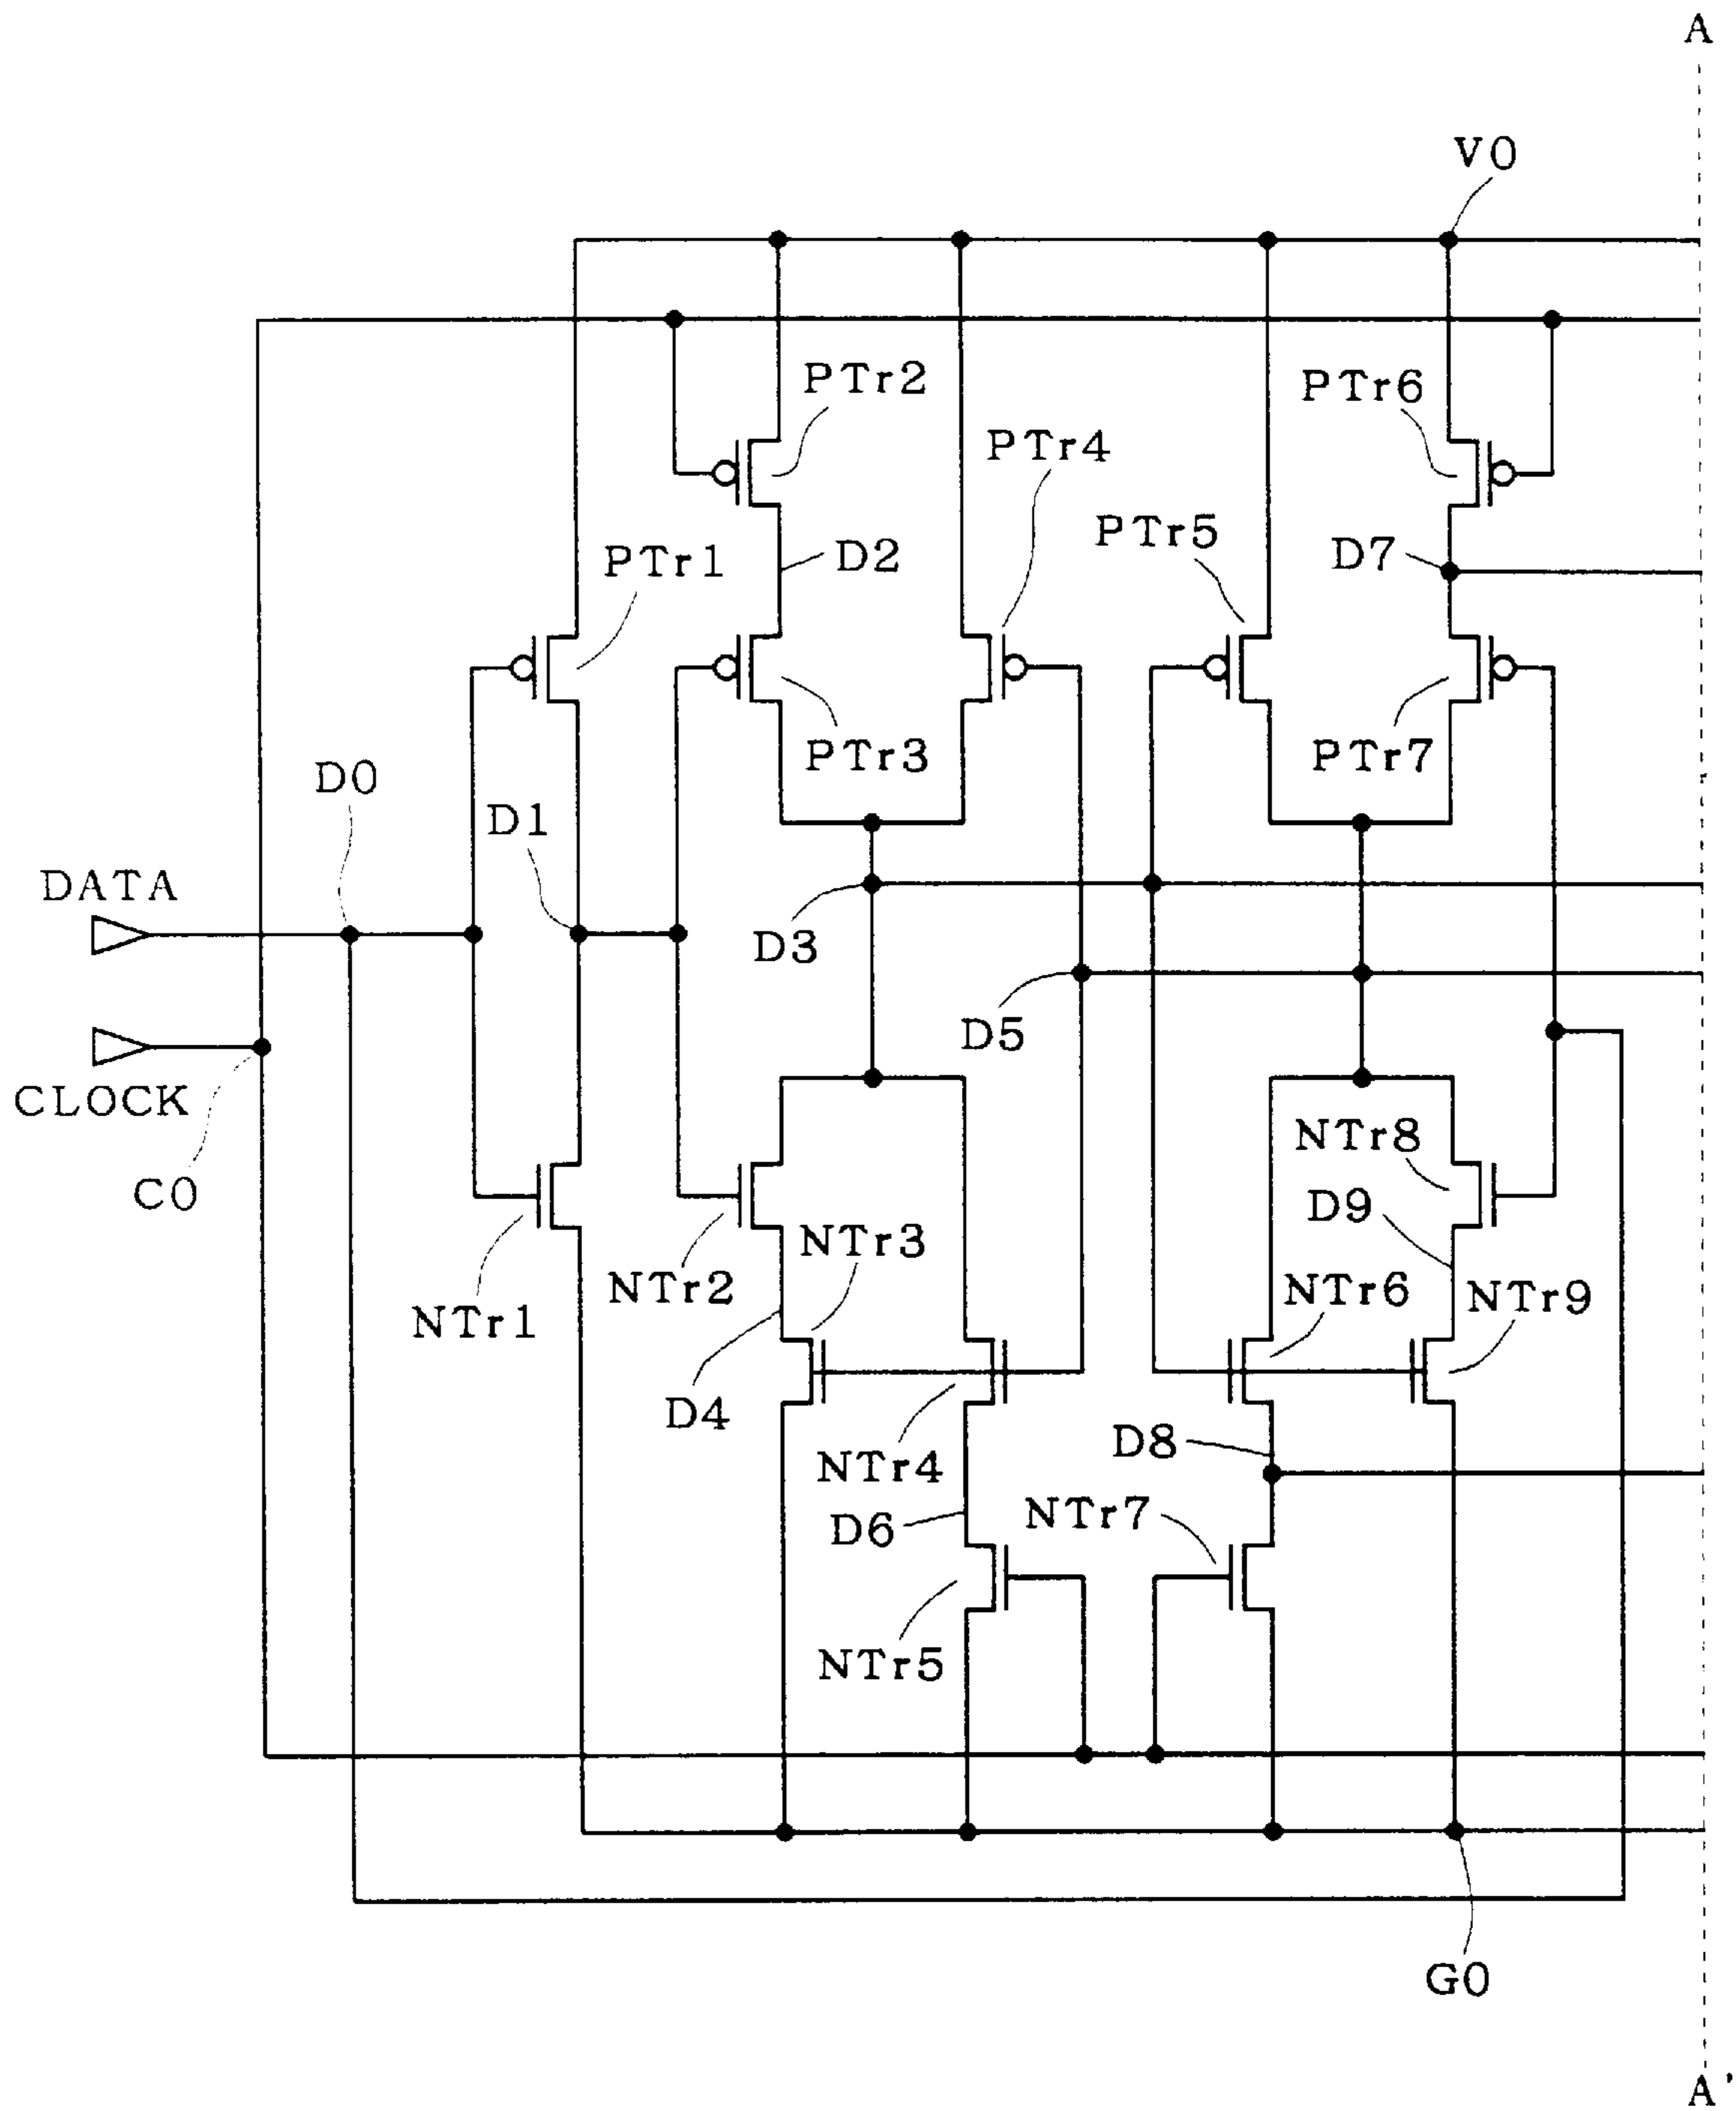 A
V0
PTr2
PTr6
PTr4
PTr5
D2
D7
PTr1
PTr3
PTr7
D0
D1
DATA
D3
D5
CLOCK
NTr8
C0
D9
NTr3
NTr2
NTr6
NTr9
NTr1
D4
D8
NTr4
NTr7
D6
NTr5
G0
A'